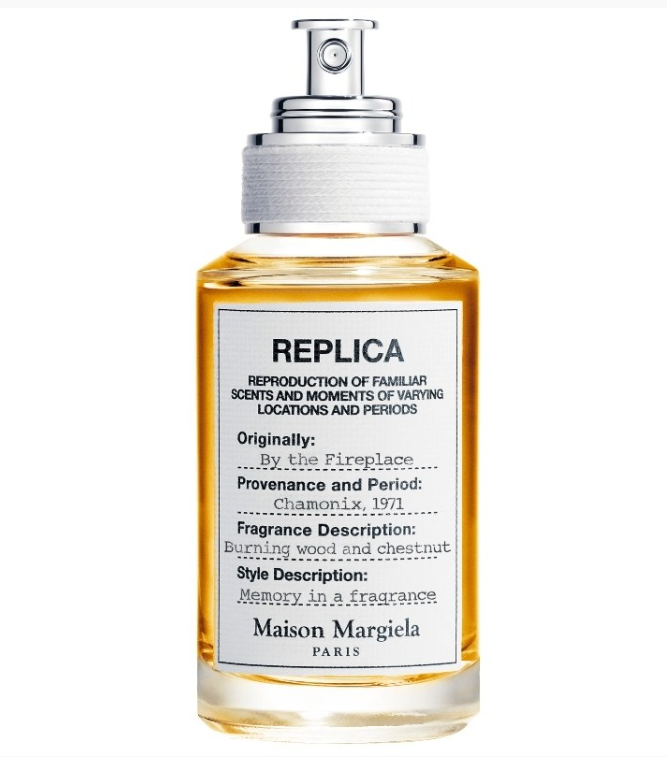 REPLICA
REPRODUCTION OF FAMILIAR
SCENTS AND MOMENTS OF VARYING
LOCATIONS AND PERIODS
Originally:
By the Fireplace
Provenance and Period:
Chamonix, 1971
Fragrance Description:
Burning wood and chestnut
Style Description:
Memory in a fragrance
Maison Margiela
PARIS